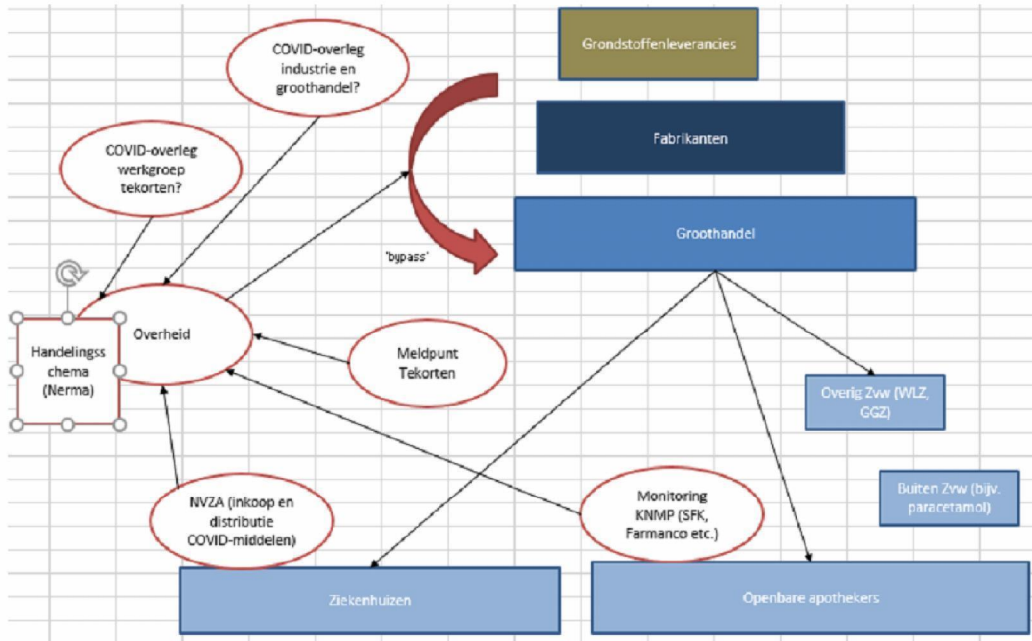 COVID-overleg
industrie en
groothandel?
Grondstoffenleverancies
COVID-overleg
werkgroep
tekorten?
Fabrikanten
Groothandel
'bypass'
Overheid
Handelingss
chema
(Nerma)
Meldpunt
Tekorten
Overig Zvw (WLZ,
GGZ)
Buiten Zvw (bijv.
paracetamol)
NVZA (inkoop en
distributie
COVID-middelen)
Monitoring
KNMP (SFK,
Farmanco etc.)
Ziekenhuizen
Openbare apothekers